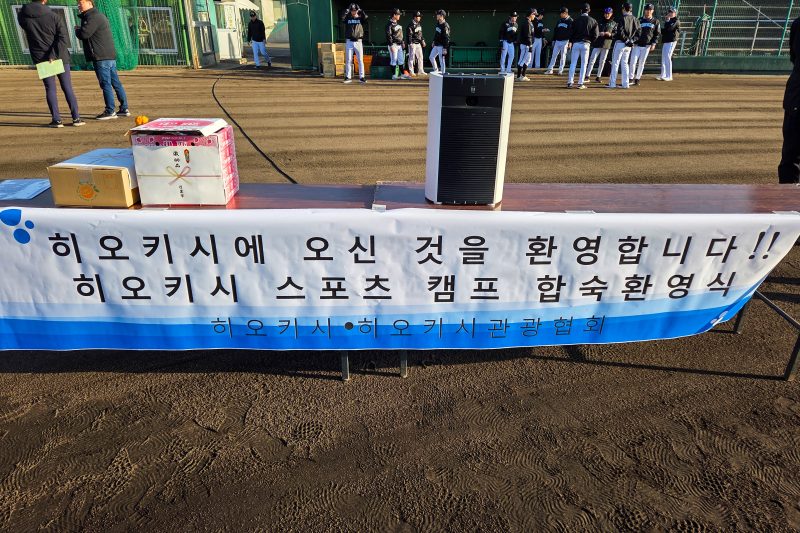 히오키시에 오신 것을 환영합니다!!
히오키시 스포츠 캠프 합숙환영식
히오키시•히오키시관광협회